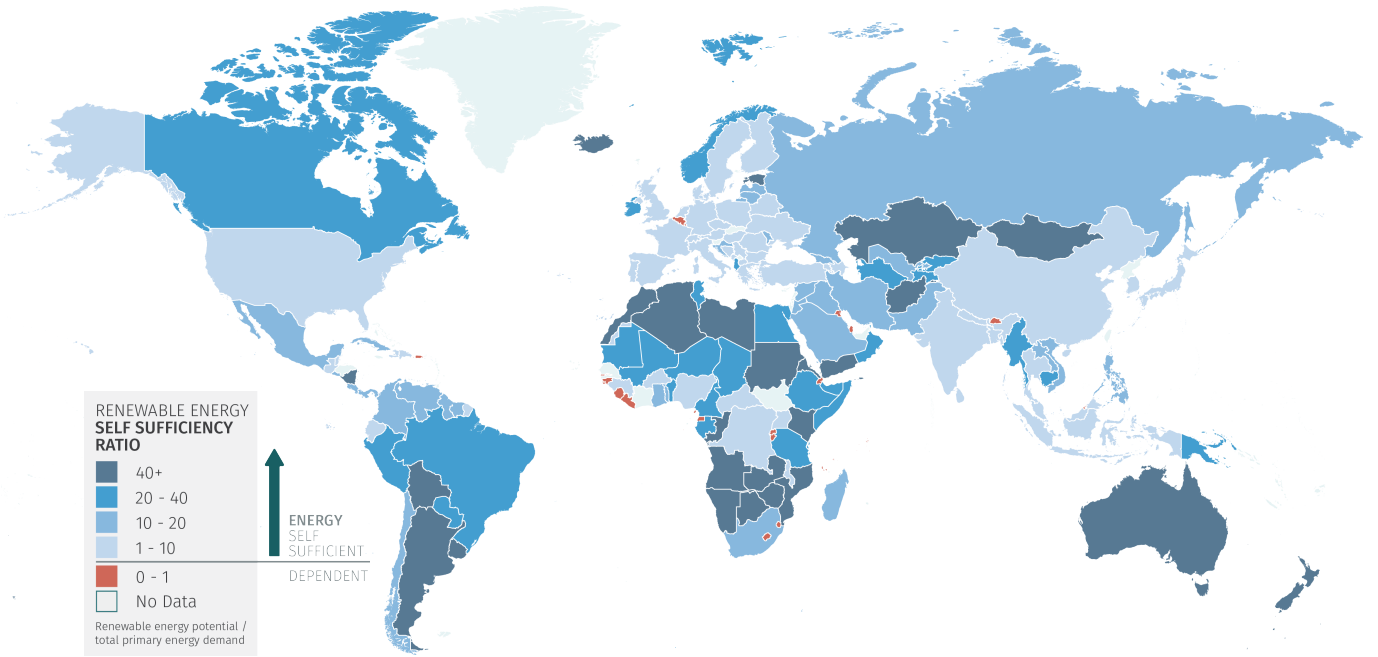 RENEWABLE ENERGY
SELF SUFFICIENCY
RATIO
40+
20 - 40
10 - 20
1 - 10
0 - 1
No Data
Renewable energy potential /
total primary energy demand
ENERGY
SELF
SUFFICIENT
DEPENDENT